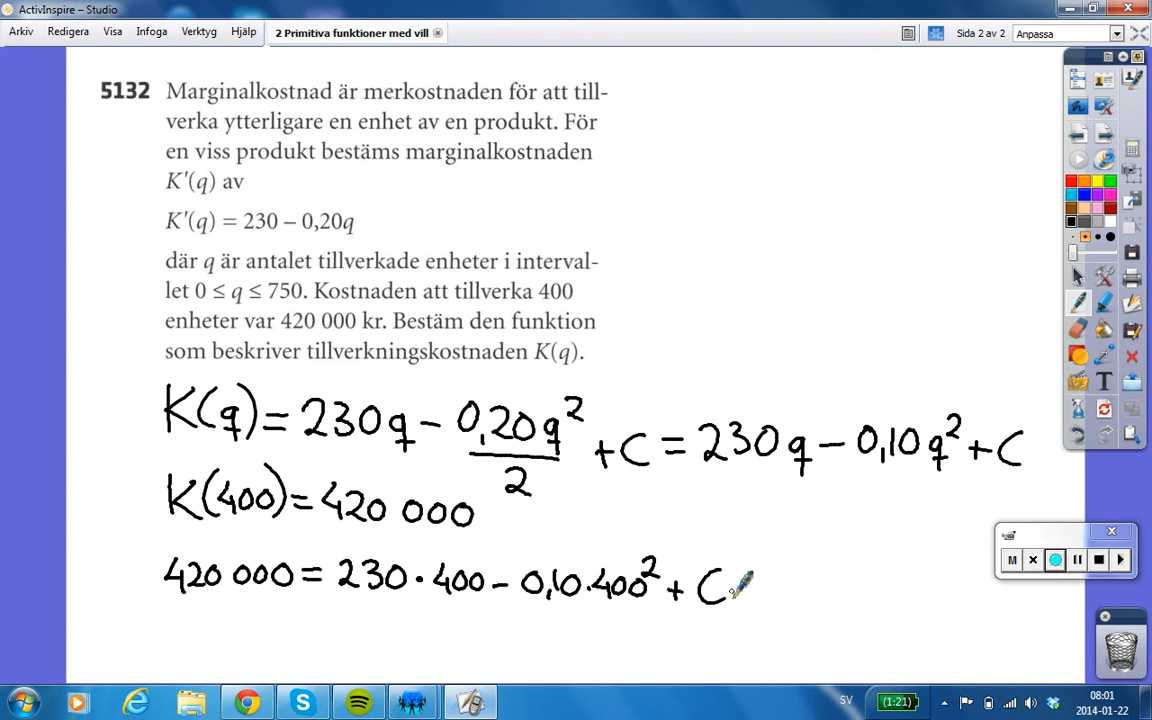 ActivInspire – Studio
Arkiv Redigera Visa Infoga Verktyg Hjälp 2 Primitiva funktioner med vill Sida 2 av 2 Anpassa
5132 Marginalkostnad är merkostnaden för att till-
verka ytterligare en enhet av en produkt. För
en viss produkt bestäms marginalkostnaden
K'(q) av
K'(q) = 230 – 0,20q
där q är antalet tillverkade enheter i interval-
let 0 ≤ q ≤ 750. Kostnaden att tillverka 400
enheter var 420 000 kr. Bestäm den funktion
som beskriver tillverkningskostnaden K(q).
K(q) = 230q – 0,20q²/2 + C = 230q – 0,10q² + C
K(400) = 420 000
420 000 = 230·400 – 0,10·400² + C
M
SV (1:21) 08:01
2014-01-22